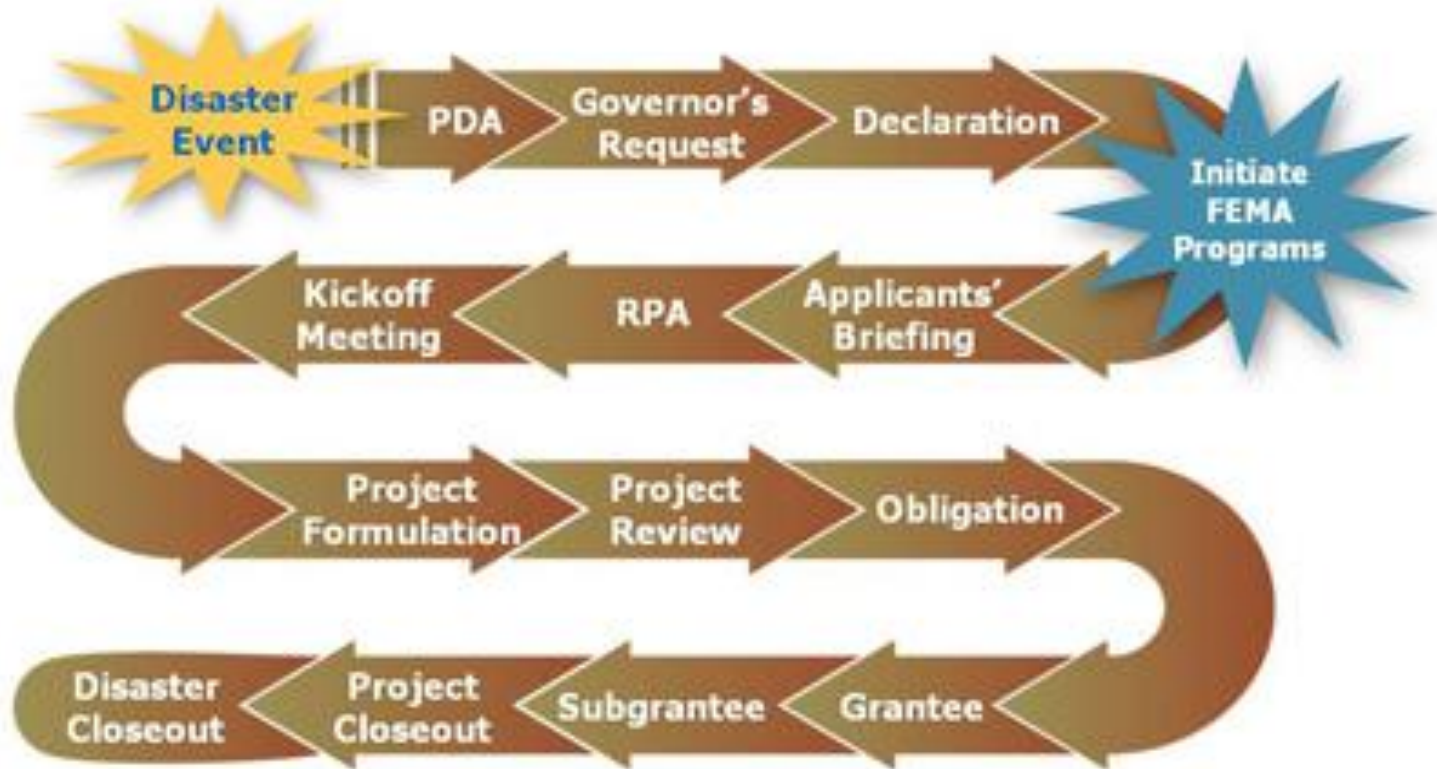 Disaster
Event
PDA
Governor's
Request
Declaration
Initiate
FEMA
Programs
Applicants'
Briefing
RPA
Kickoff
Meeting
Project
Formulation
Project
Review
Obligation
Grantee
Subgrantee
Project
Closeout
Disaster
Closeout